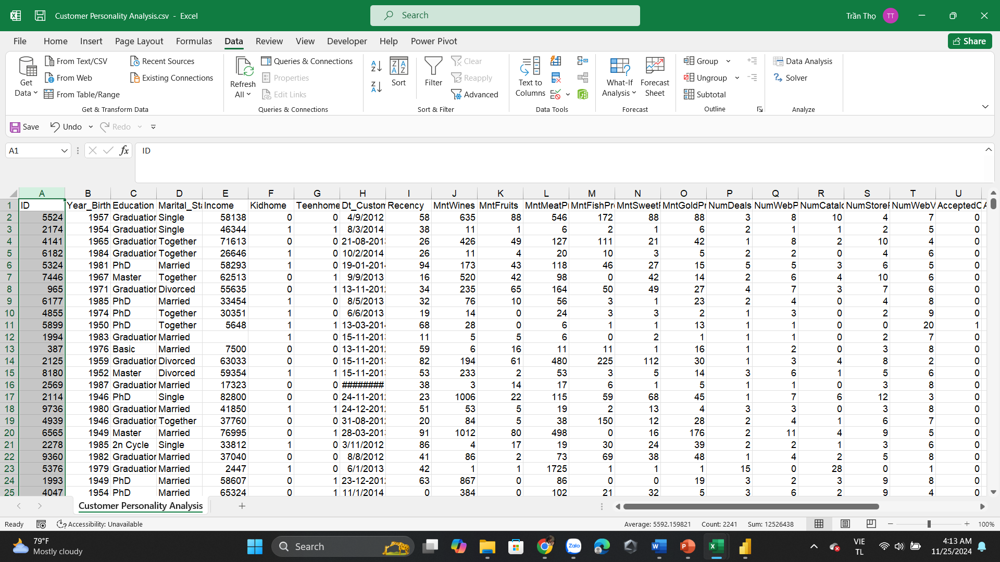 Customer Personality Analysis.csv - Excel
Search
Trần Thọ TT
File Home Insert Page Layout Formulas Data Review View Developer Help Power Pivot Share
Get Data From Text/CSV From Web From Table/Range Recent Sources Existing Connections
Get & Transform Data
Refresh All Queries & Connections Properties Edit Links
Queries & Connections
Sort Filter Clear Reapply Advanced
Sort & Filter
Text to Columns
Data Tools
What-If Analysis Forecast Sheet
Forecast
Group Ungroup Subtotal
Outline
Data Analysis Solver
Analyze
Save Undo Redo
A1 fx ID
A B C D E F G H I J K L M N O P Q R S T U
1 ID Year_Birth Education Marital_Sta Income Kidhome Teenhome Dt_Custom Recency MntWines MntFruits MntMeatP MntFishPr MntSweetP MntGoldPr NumDeals NumWebP NumCatalo NumStoreP NumWebV AcceptedC
2 5524 1957 Graduation Single 58138 0 0 4/9/2012 58 635 88 546 172 88 88 3 8 10 4 7 0
3 2174 1954 Graduation Single 46344 1 1 8/3/2014 38 11 1 6 2 1 6 2 1 1 2 5 0
4 4141 1965 Graduation Together 71613 0 0 21-08-2013 26 426 49 127 111 21 42 1 8 2 10 4 0
5 6182 1984 Graduation Together 26646 1 0 10/2/2014 26 11 4 20 10 3 5 2 2 0 4 6 0
6 5324 1981 PhD Married 58293 1 0 19-01-2014 94 173 43 118 46 27 15 5 5 3 6 5 0
7 7446 1967 Master Together 62513 0 1 9/9/2013 16 520 42 98 0 42 14 2 6 4 10 6 0
8 965 1971 Graduation Divorced 55635 0 1 13-11-2012 34 235 65 164 50 49 27 4 7 3 7 6 0
9 6177 1985 PhD Married 33454 1 0 8/5/2013 32 76 10 56 3 1 23 2 4 0 4 8 0
10 4855 1974 PhD Together 30351 1 0 6/6/2013 19 14 0 24 3 3 2 1 3 0 2 9 0
11 5899 1950 PhD Together 5648 1 1 13-03-2014 68 28 0 6 1 1 13 1 1 0 0 20 1
12 1994 1983 Graduation Married 1 0 15-11-2013 11 5 5 6 0 2 1 1 1 0 2 7 0
13 387 1976 Basic Married 7500 0 0 13-11-2012 59 6 16 11 11 1 16 1 2 0 3 8 0
14 2125 1959 Graduation Divorced 63033 0 0 15-11-2013 82 194 61 480 225 112 30 1 3 4 8 2 0
15 8180 1952 Master Divorced 59354 1 1 15-11-2013 53 233 2 53 3 5 14 3 6 1 5 6 0
16 2569 1987 Graduation Married 17323 0 0 ######## 38 3 14 17 6 1 5 1 1 0 3 8 0
17 2114 1946 PhD Single 82800 0 0 24-11-2012 23 1006 22 115 59 68 45 1 7 6 12 3 0
18 9736 1980 Graduation Married 41850 1 1 24-12-2012 51 53 5 19 2 13 4 3 3 0 3 8 0
19 4939 1946 Graduation Together 37760 0 0 31-08-2012 20 84 5 38 150 12 28 2 4 1 6 7 0
20 6565 1949 Master Married 76995 0 1 28-03-2013 91 1012 80 498 0 16 176 2 11 4 9 5 0
21 2278 1985 2n Cycle Single 33812 1 0 3/11/2012 86 4 17 19 30 24 39 2 2 1 3 6 0
22 9360 1982 Graduation Married 37040 0 0 8/8/2012 41 86 2 73 69 38 48 1 4 2 5 8 0
23 5376 1979 Graduation Married 2447 1 0 6/1/2013 42 1 1 1725 1 1 1 15 0 28 0 1 0
24 1993 1949 PhD Married 58607 0 1 23-12-2012 63 867 0 86 0 0 19 3 2 3 9 8 0
25 4047 1954 PhD Married 65324 0 1 11/1/2014 0 384 0 102 21 32 5 3 6 2 9 4 0
Customer Personality Analysis
Ready Accessibility: Unavailable Average: 5592.159821 Count: 2241 Sum: 12526438 100%
79°F
Mostly cloudy
Search
Zalo
VIE
TL
4:13 AM
11/25/2024